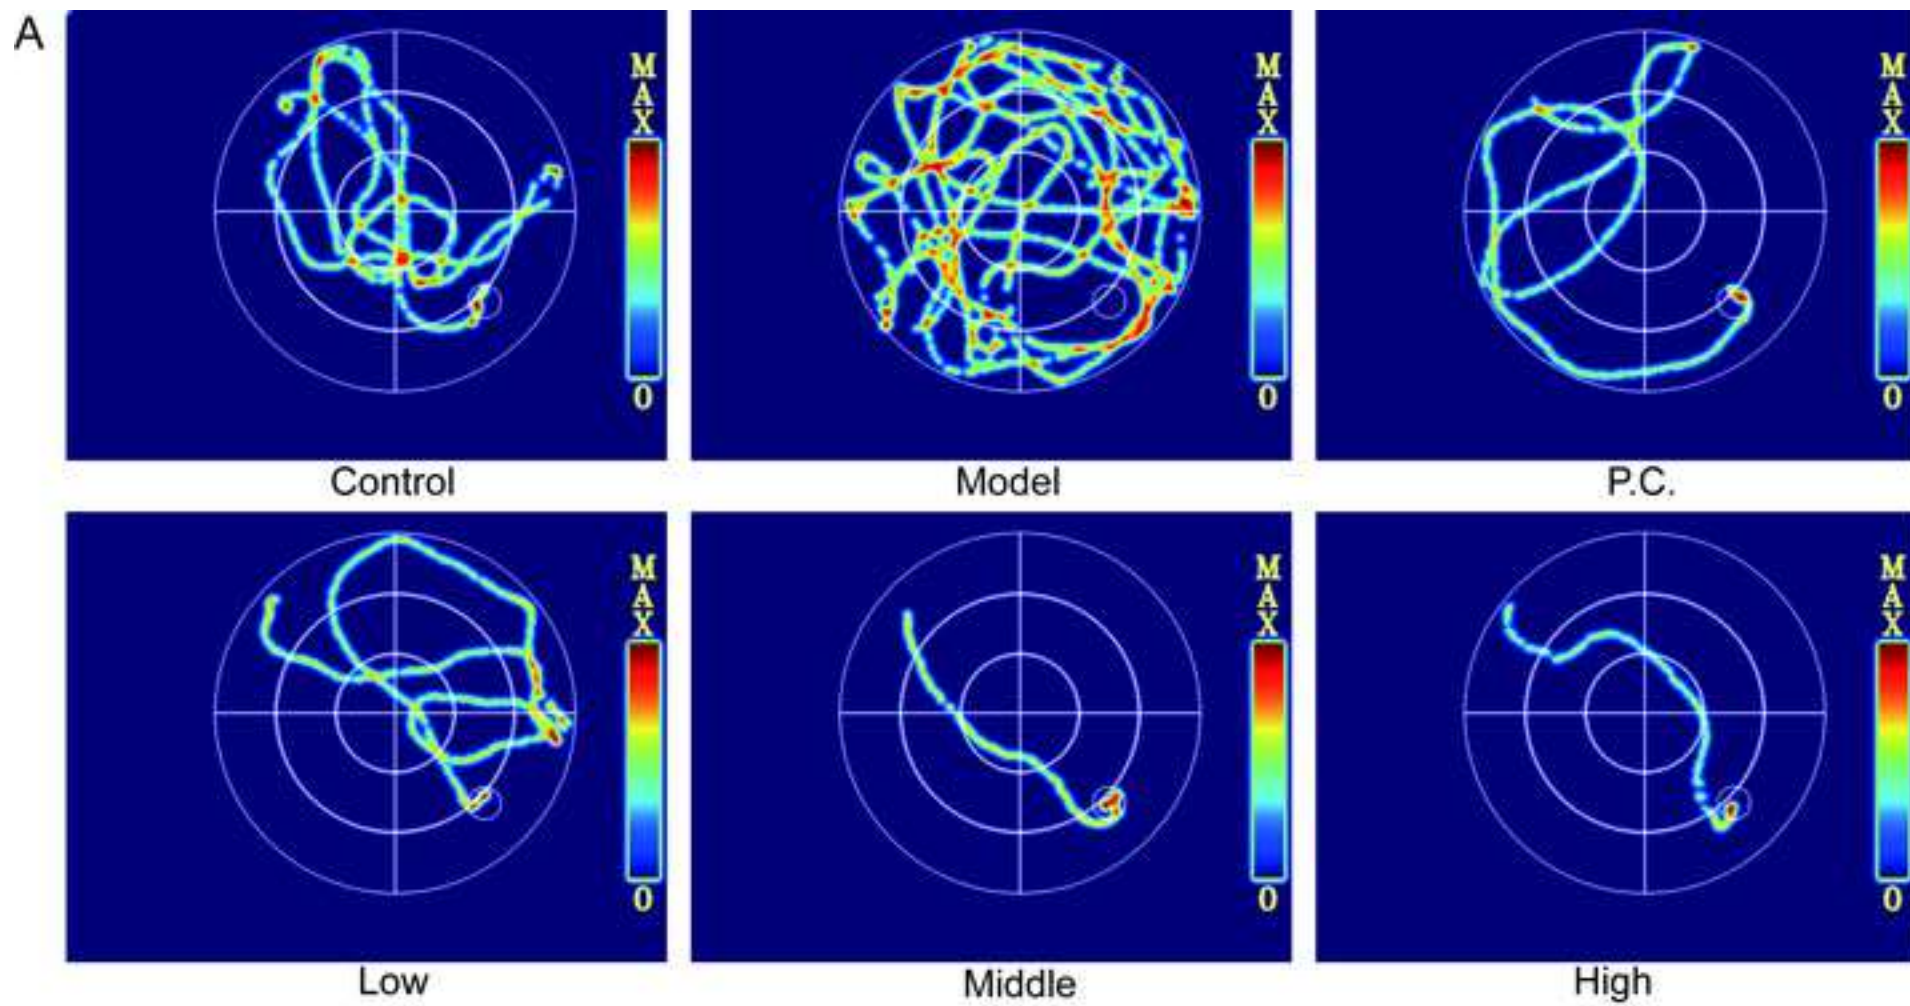 A
MAX
0
MAX
0
MAX
0
Control
Model
P.C.
MAX
0
MAX
0
MAX
0
Low
Middle
High